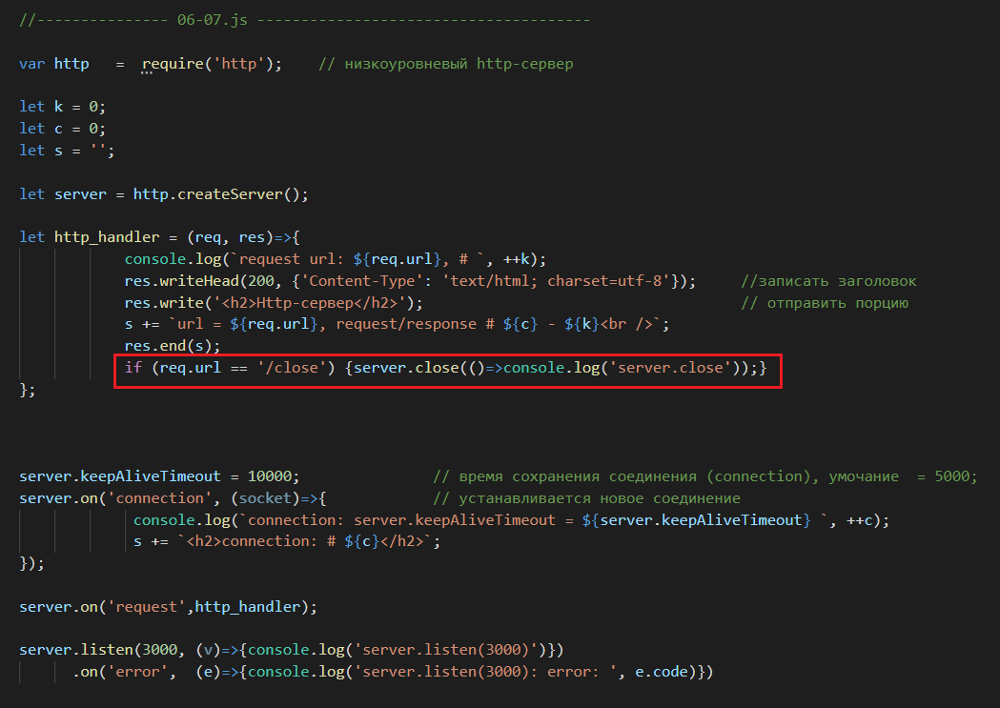 //--------------- 06-07.js --------------------------------------
var http   =  require('http');    // низкоуровневый http-сервер
let k = 0;
let c = 0;
let s = '';
let server = http.createServer();
let http_handler = (req, res)=>{
console.log(`request url: ${req.url}, # `, ++k);
res.writeHead(200, {'Content-Type': 'text/html; charset=utf-8'});     //записать заголовок
res.write('<h2>Http-сервер</h2>');                                    // отправить порцию
s += `url = ${req.url}, request/response # ${c} - ${k}<br />`;
res.end(s);
if (req.url == '/close') {server.close(()=>console.log('server.close'));}
};
server.keepAliveTimeout = 10000;               // время сохранения соединения (connection), умочание  = 5000;
server.on('connection', (socket)=>{            // устанавливается новое соединение
console.log(`connection: server.keepAliveTimeout = ${server.keepAliveTimeout} `, ++c);
s += `<h2>connection: # ${c}</h2>`;
});
server.on('request',http_handler);
server.listen(3000, (v)=>{console.log('server.listen(3000)')})
.on('error',  (e)=>{console.log('server.listen(3000): error: ', e.code)})